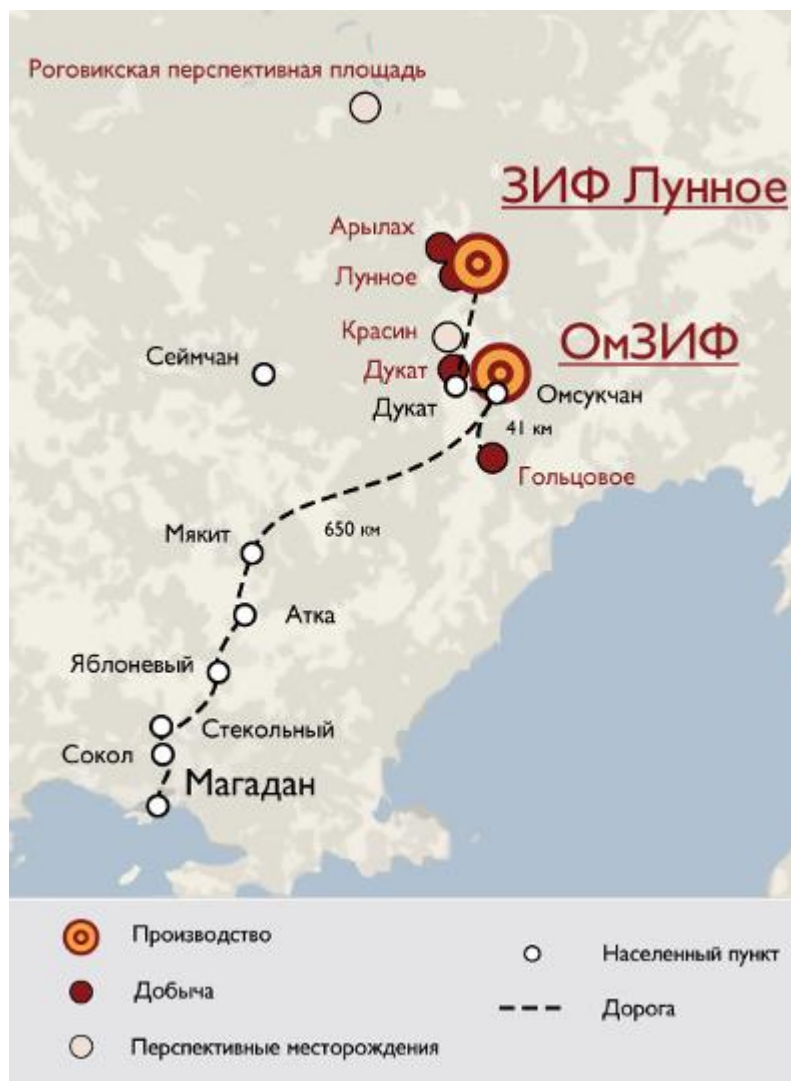 Роговикская перспективная площадь
ЗИФ Лунное
Арылах
Лунное
Красин
ОмЗИФ
Сеймчан
Дукат
Дукат
Омсукчан
41 км
Гольцовое
650 км
Мякит
Атка
Яблоневый
Стекольный
Сокол
Магадан
Производство
Населенный пункт
Добыча
Дорога
Перспективные месторождения